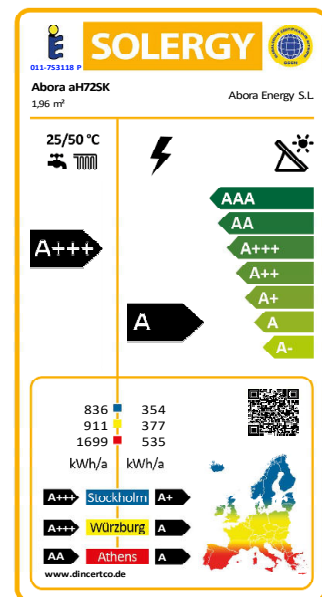 SOLERGY
011-7S3118 P
Abora aH72SK
Abora Energy S.L.
1,96 m²
25/50 °C
AAA
AA
A+++
A+++
A++
A+
A
A
A-
836 354
911 377
1699 535
kWh/a kWh/a
A+++ Stockholm A+
A+++ Würzburg A
AA Athens A
www.dincertco.de